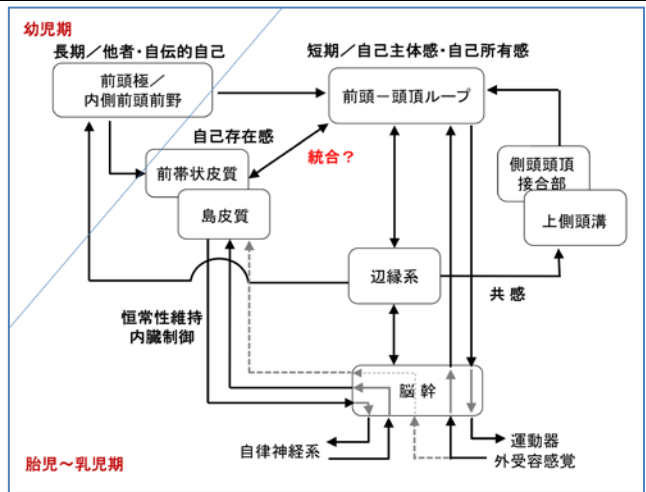 幼児期
長期／他者・自伝的自己
短期／自己主体感・自己所有感
前頭極／
内側前頭前野
前頭－頭頂ループ
自己存在感
統合？
前帯状皮質
島皮質
側頭頭頂
接合部
上側頭溝
辺縁系
共 感
恒常性維持
内臓制御
脳 幹
自律神経系
運動器
外受容感覚
胎児～乳児期